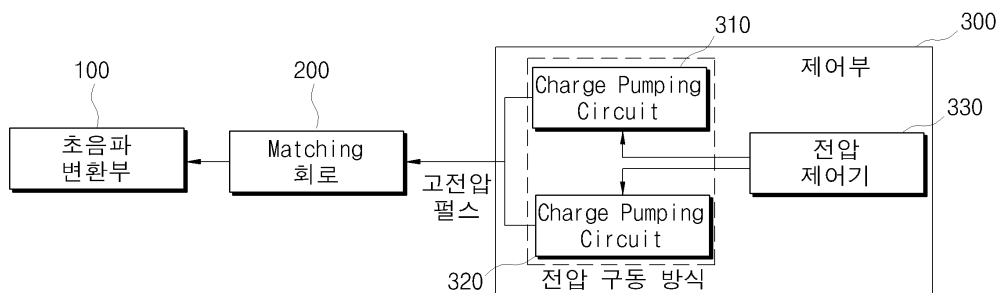 300
310
제어부
100
200
Charge Pumping
Circuit
330
초음파
변환부
Matching
회로
전압
제어기
고전압
펄스
Charge Pumping
Circuit
320
전압 구동 방식